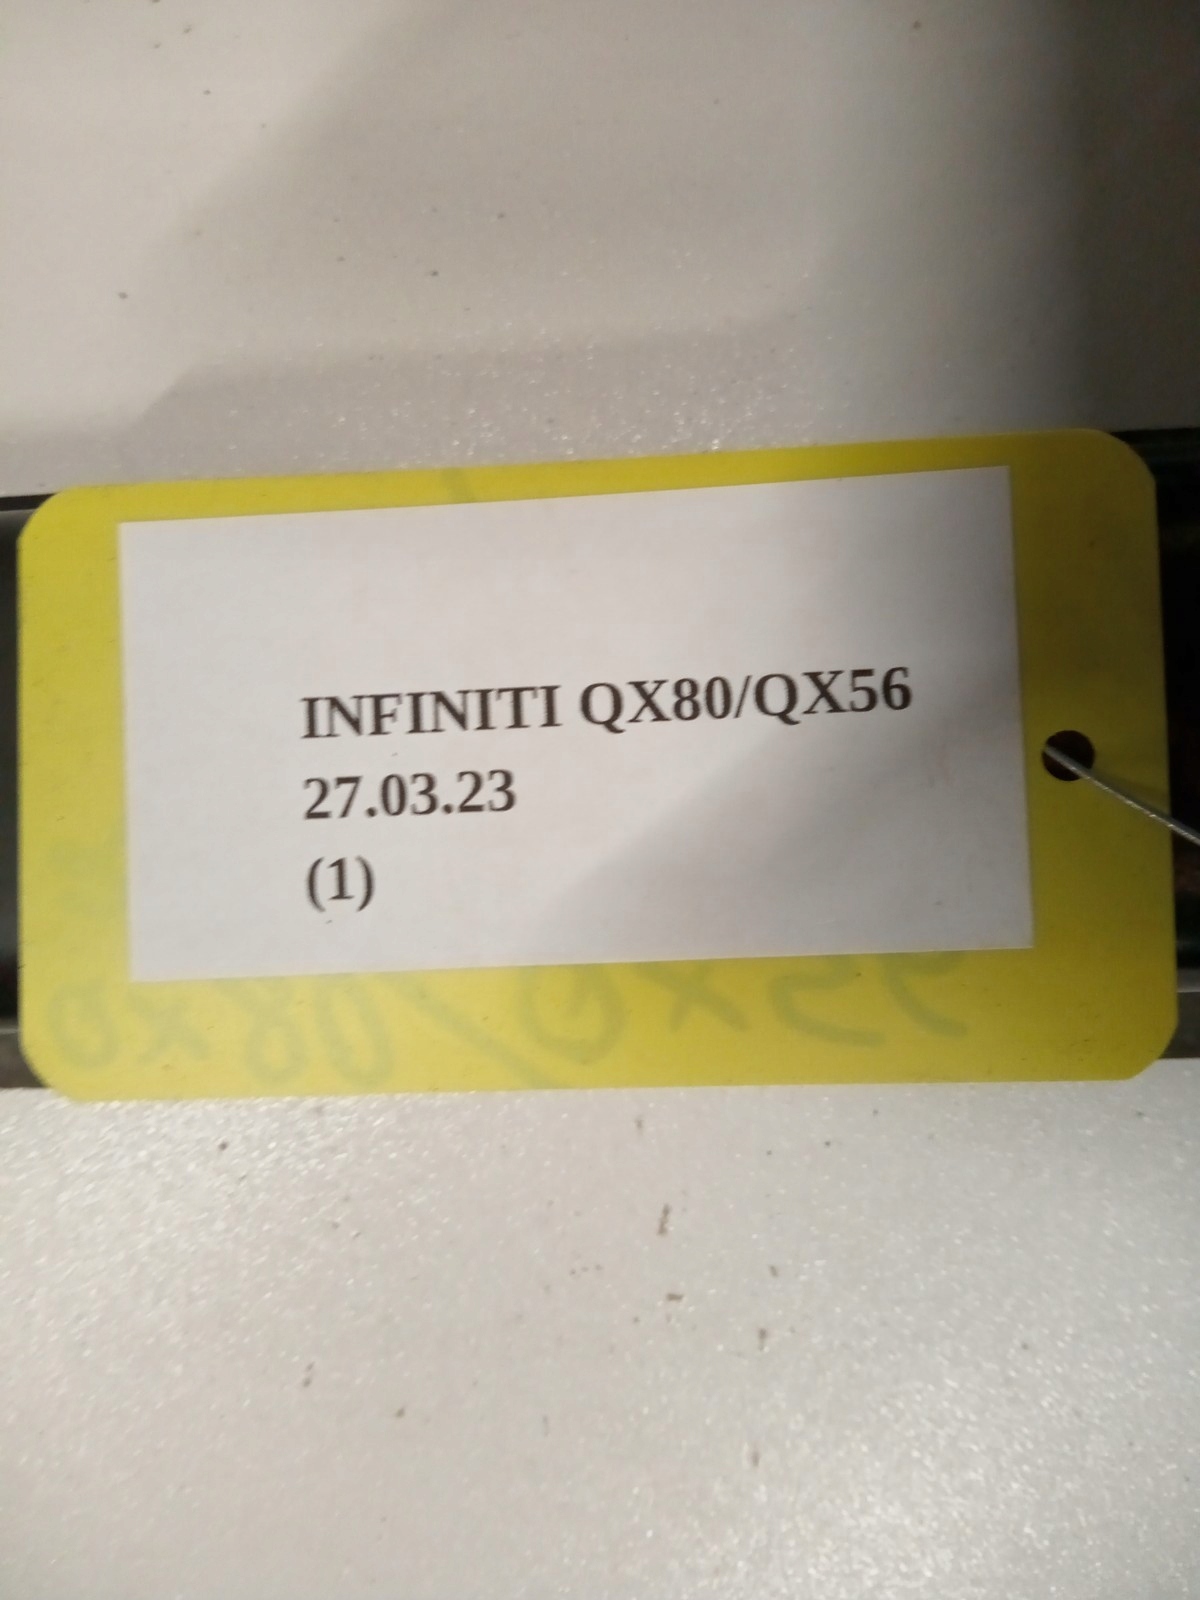 INFINITI QX80/QX56
27.03.23
(1)